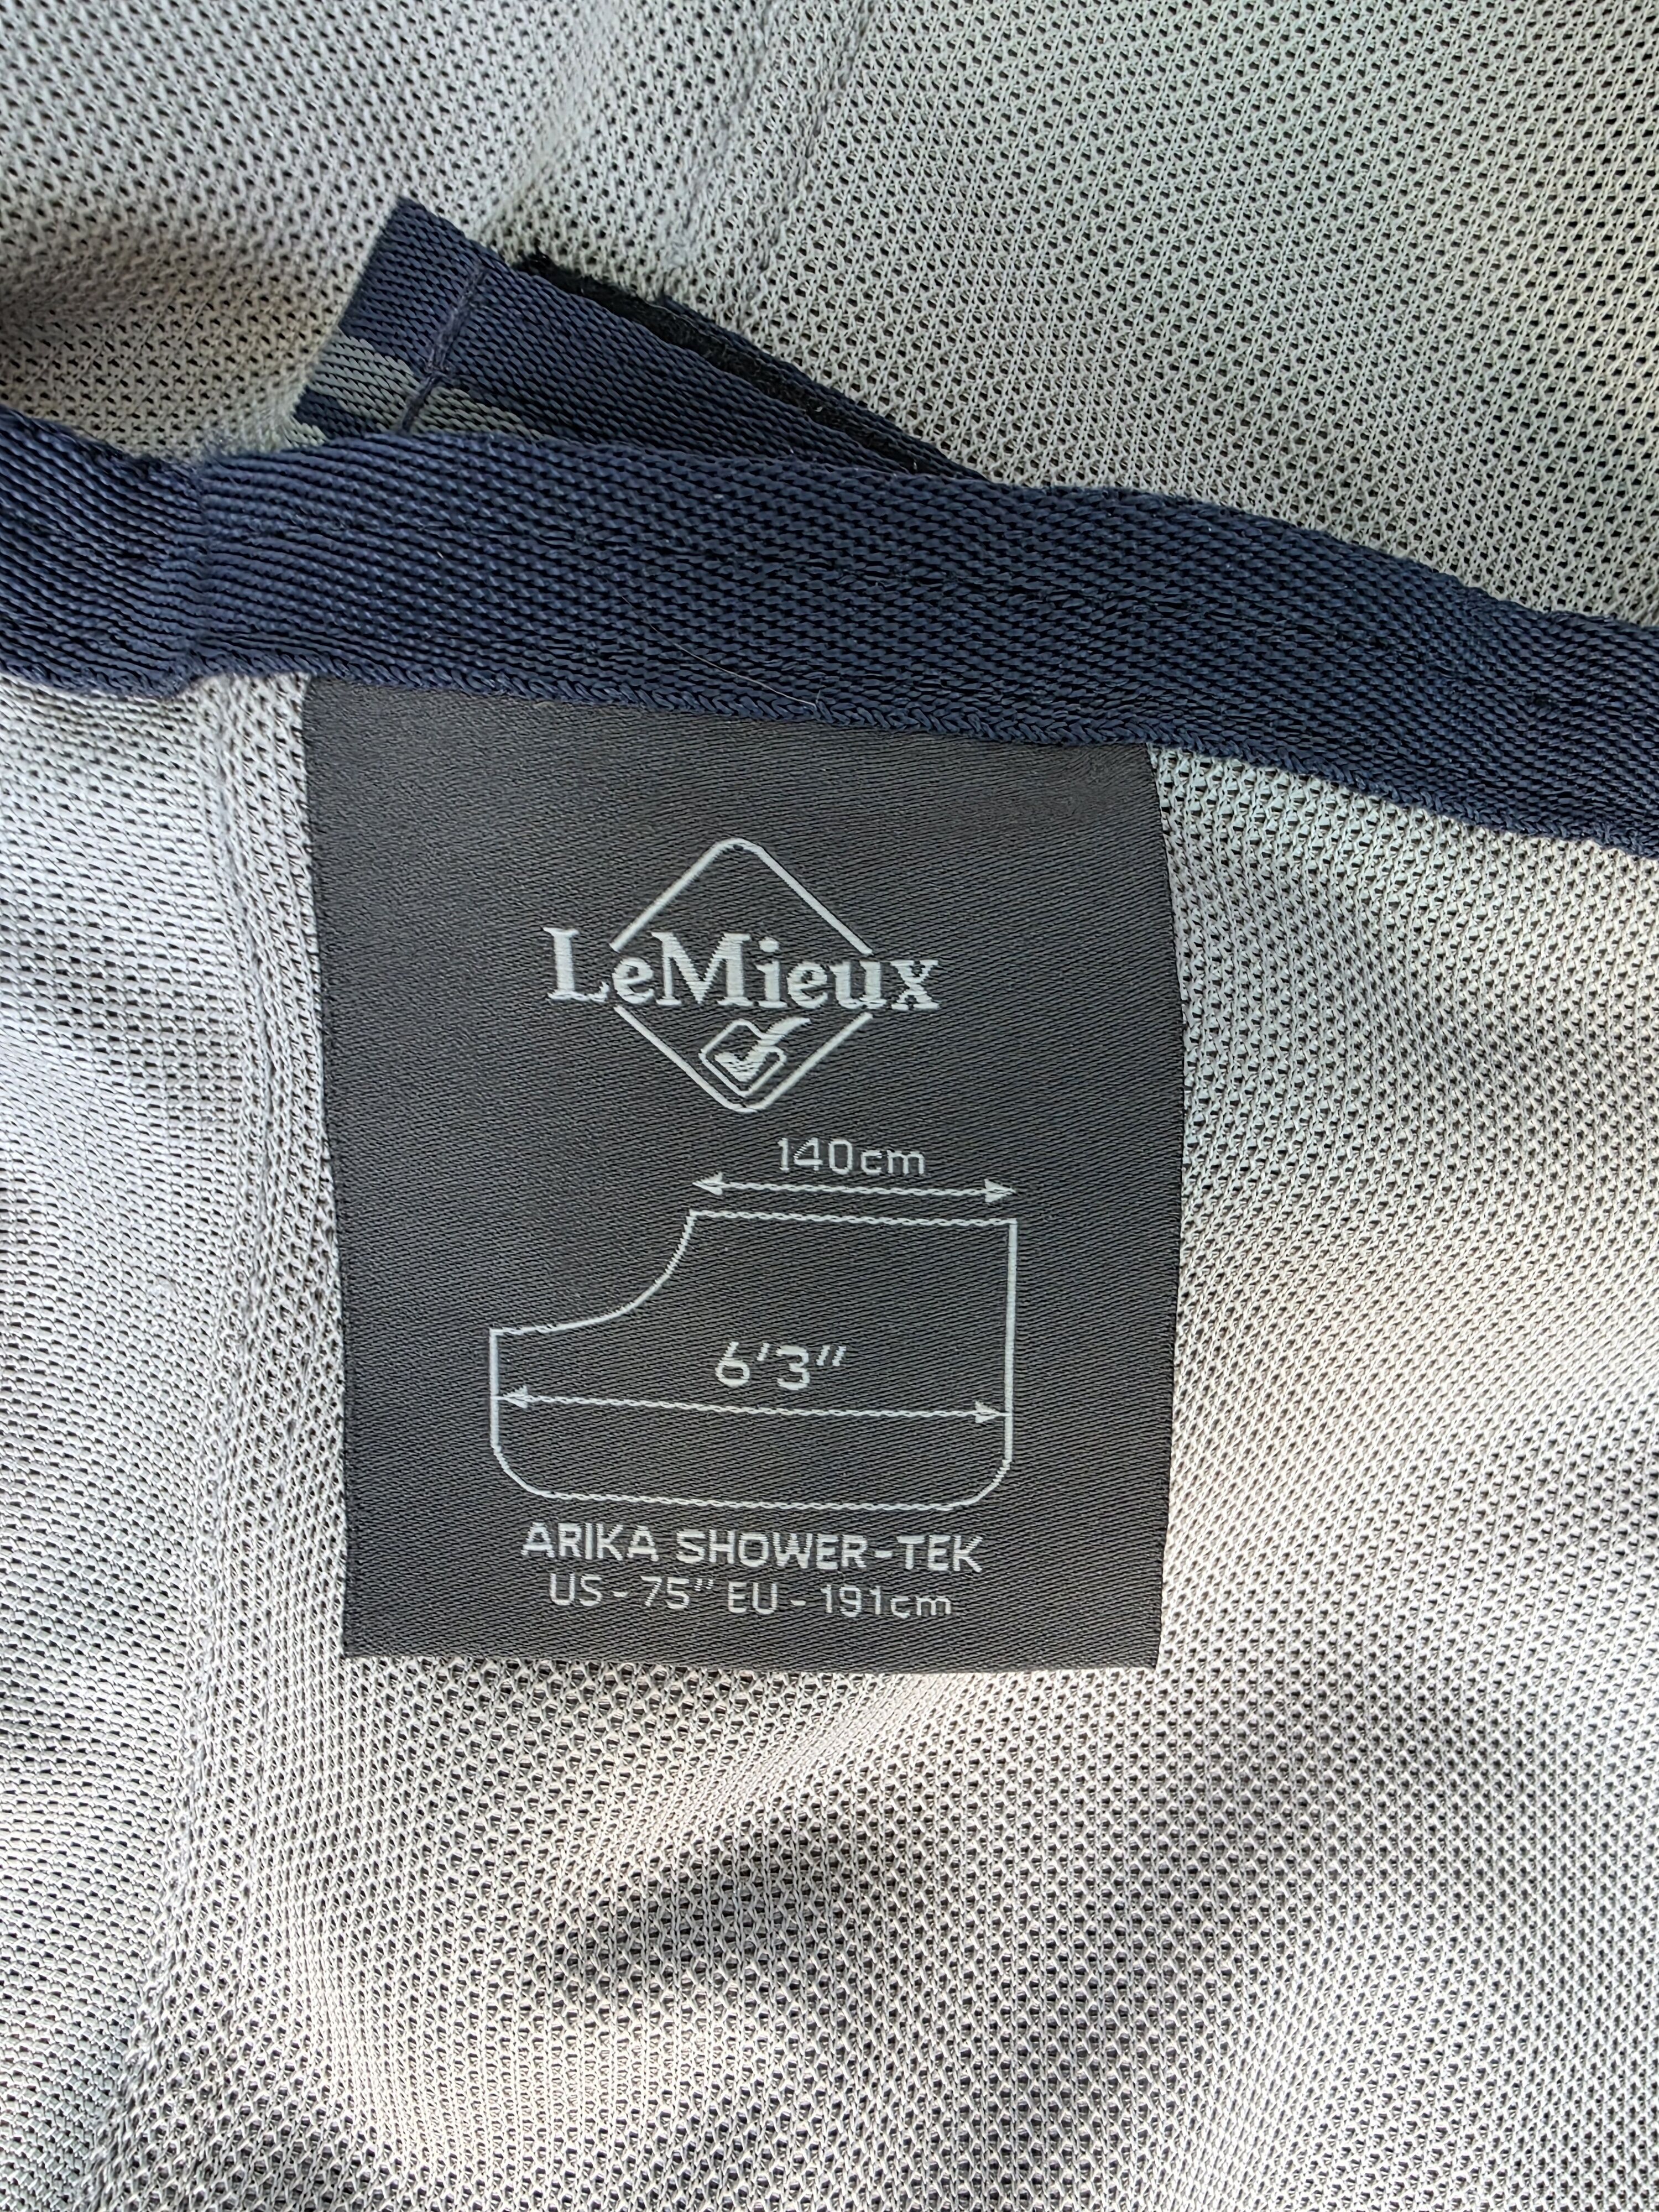 LeMieux
140cm
6'3"
ARIKA SHOWER-TEK
US - 75" EU - 191cm